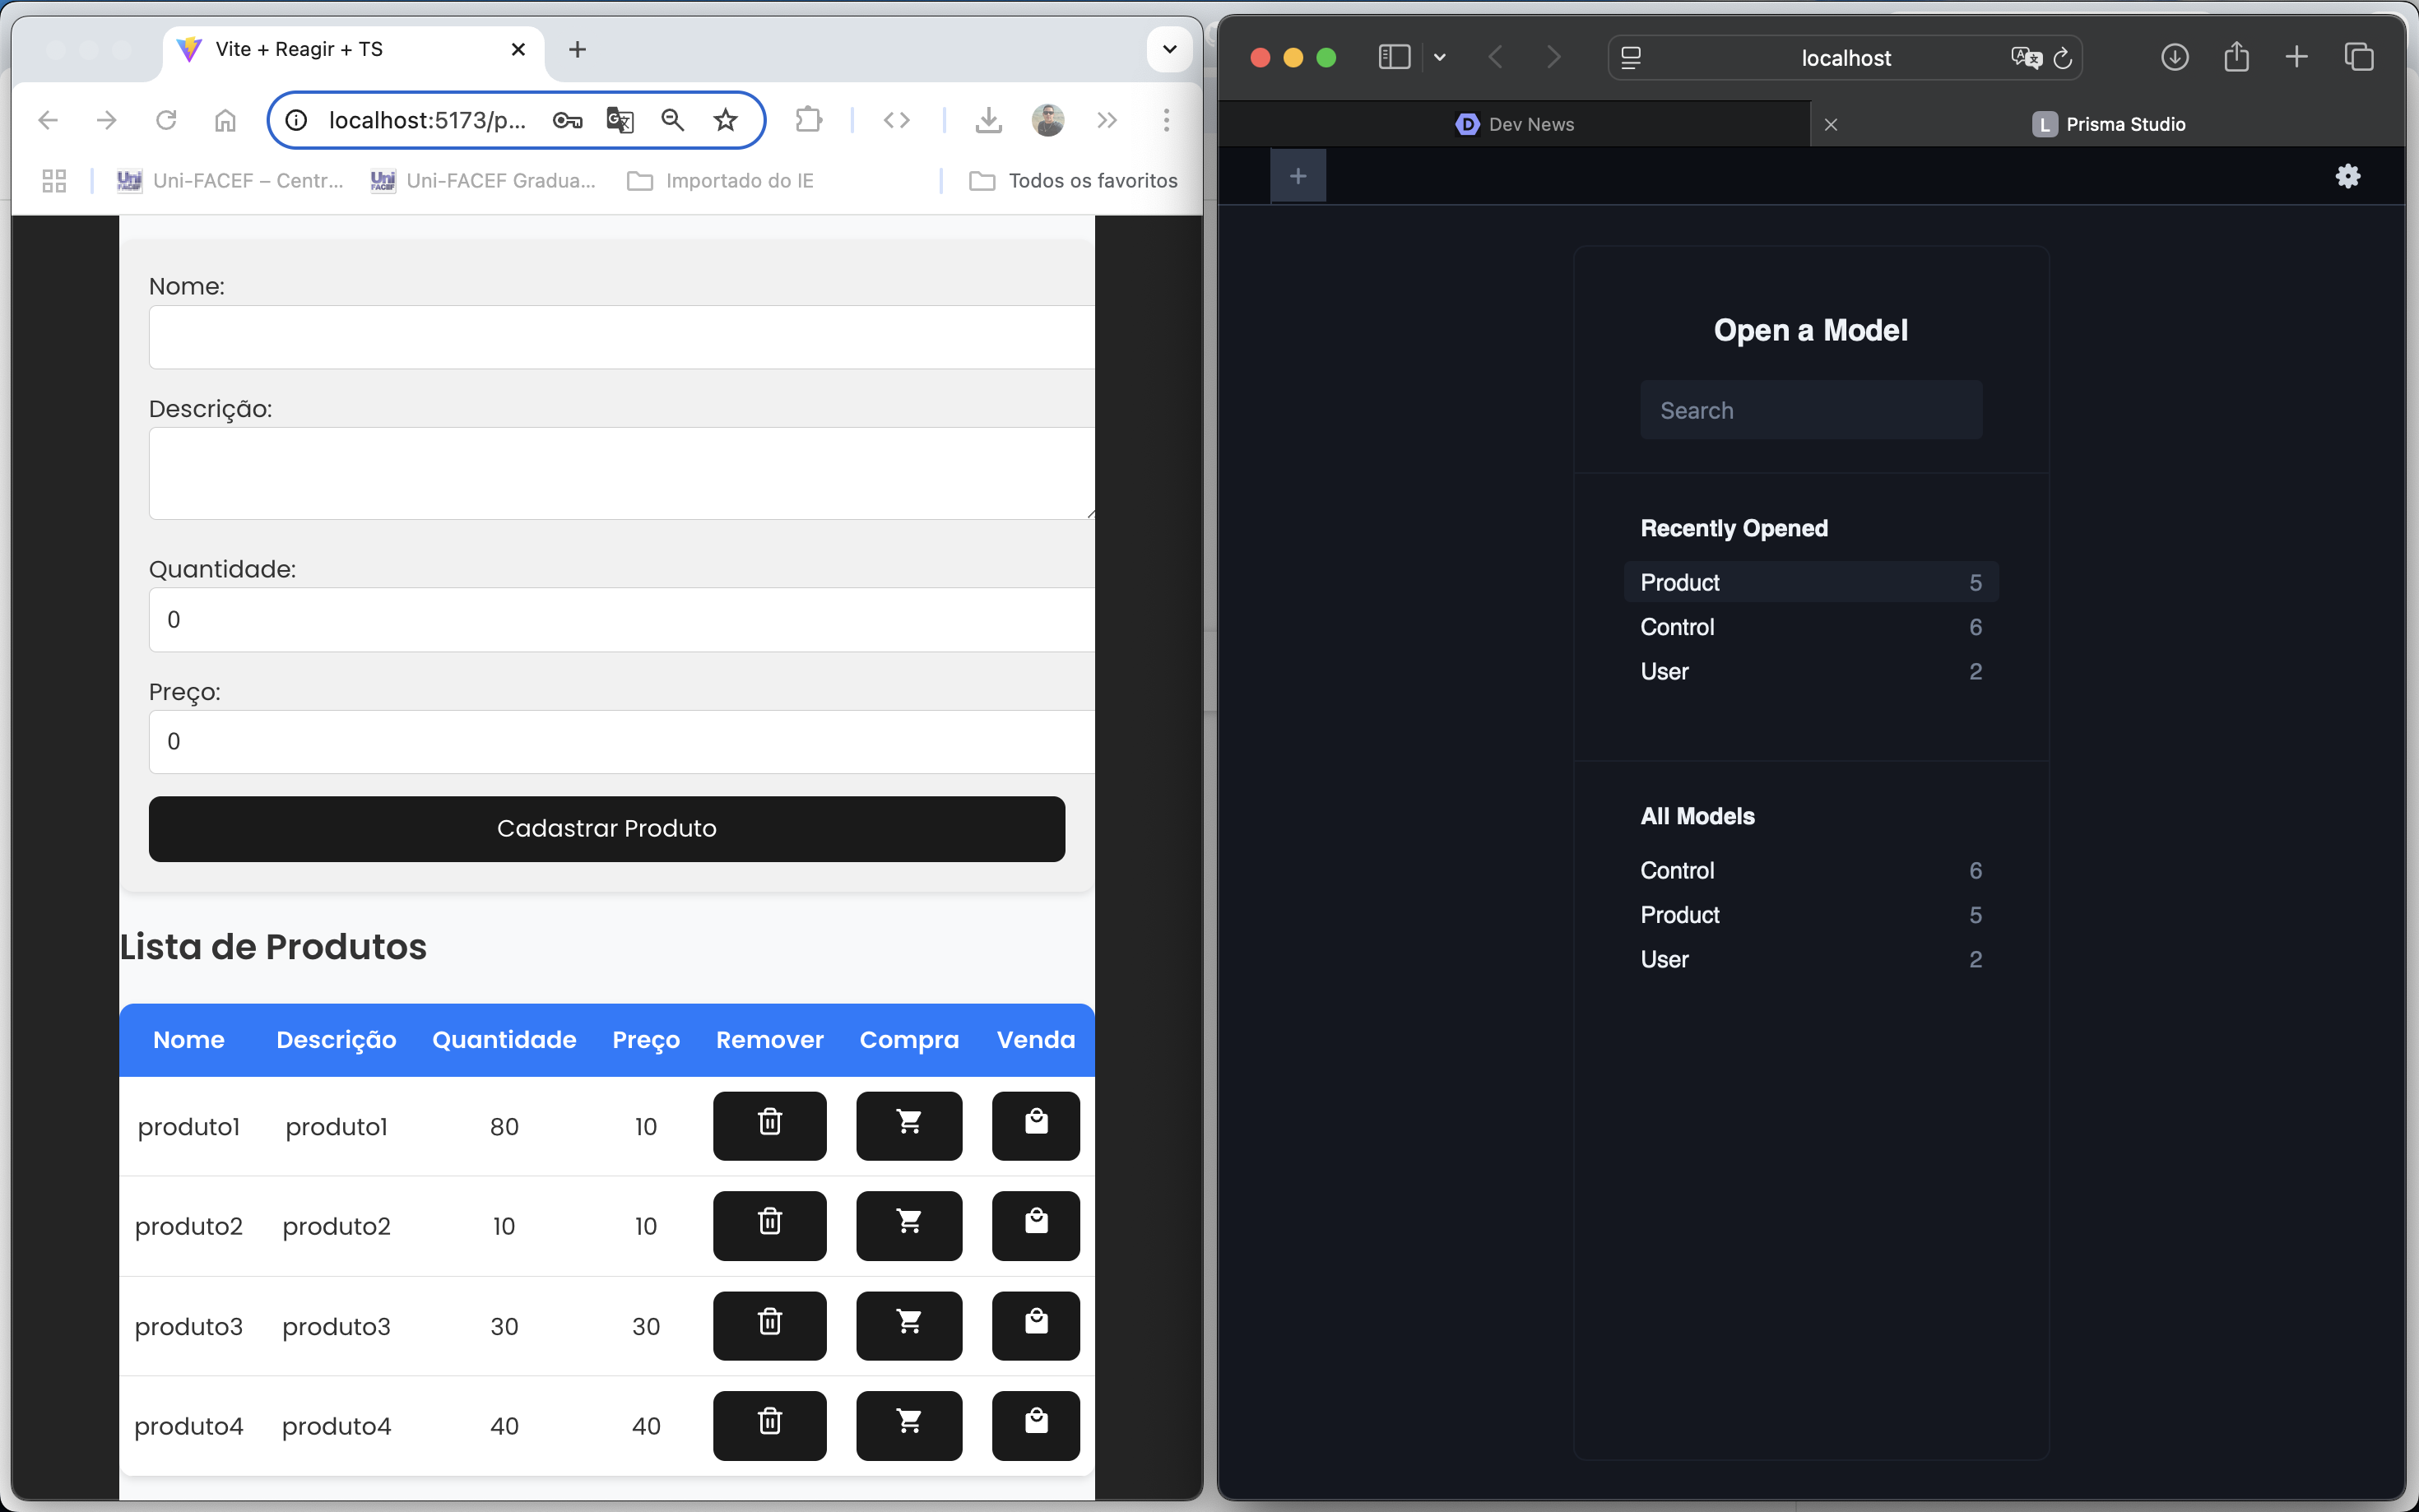 Vite + Reagir + TS
localhost:5173/p...
Uni-FACEF – Centr...
Uni-FACEF Gradua...
Importado do IE
Todos os favoritos
Nome:
Descrição:
Quantidade:
0
Preço:
0
Cadastrar Produto
Lista de Produtos
Nome Descrição Quantidade Preço Remover Compra Venda
produto1 produto1 80 10
produto2 produto2 10 10
produto3 produto3 30 30
produto4 produto4 40 40
localhost
D Dev News
L Prisma Studio
Open a Model
Search
Recently Opened
Product 5
Control 6
User 2
All Models
Control 6
Product 5
User 2